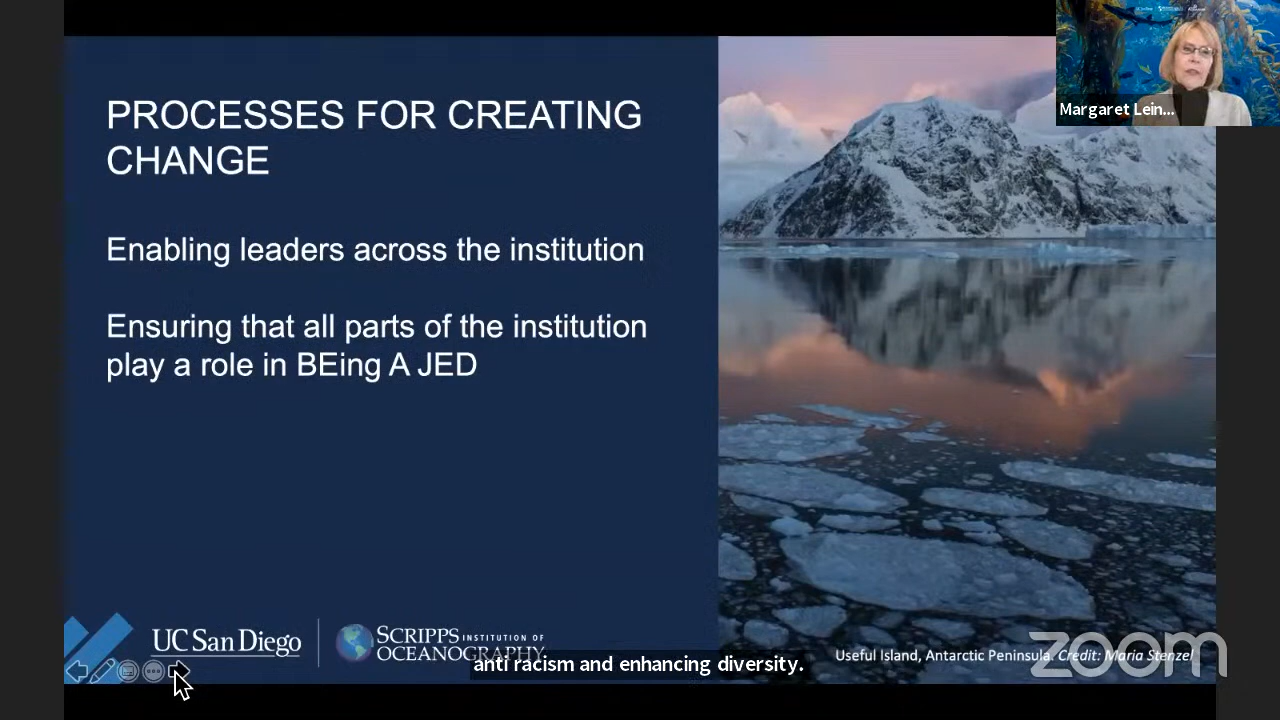 PROCESSES FOR CREATING
CHANGE
Enabling leaders across the institution
Ensuring that all parts of the institution
play a role in BEing A JED
Margaret Lein...
UC San Diego
SCRIPPS INSTITUTION OF
OCEANOGRAPHY
anti racism and enhancing diversity.
Useful Island, Antarctic Peninsula. Credit: Maria Stenzel
zoom